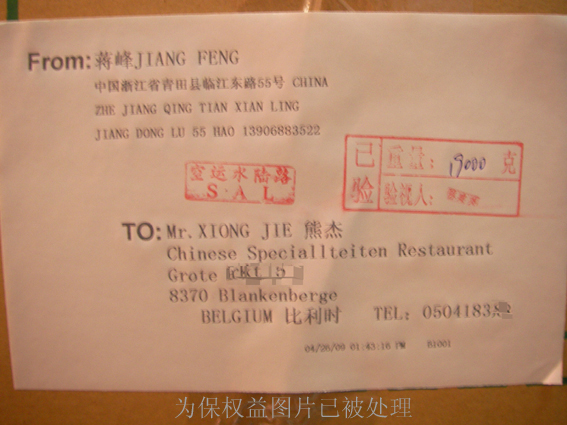 From: 蒋峰JIANG FENG
中国浙江省青田县临江东路55号 CHINA
ZHE JIANG QING TIAN XIAN LING
JIANG DONG LU 55 HAO 13906883522
空运水陆路
S.A.L
已验
重量: 19000 克
验视人:
TO: Mr.XIONG JIE 熊杰
Chinese Speciallteiten Restaurant
Grote
8370 Blankenberge
BELGIUM 比利时 TEL: 0504183
04/26/08 01:43:16 PM 81001
为保权益图片已被处理